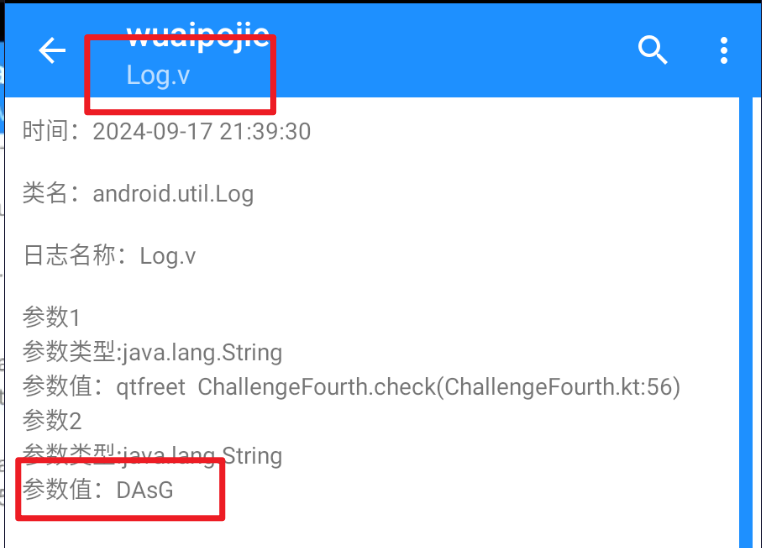 wuaipojie
Log.v
时间：2024-09-17 21:39:30
类名：android.util.Log
日志名称：Log.v
参数1
参数类型:java.lang.String
参数值：qtfreet  ChallengeFourth.check(ChallengeFourth.kt:56)
参数2
参数类型:java.lang.String
参数值：DAsG